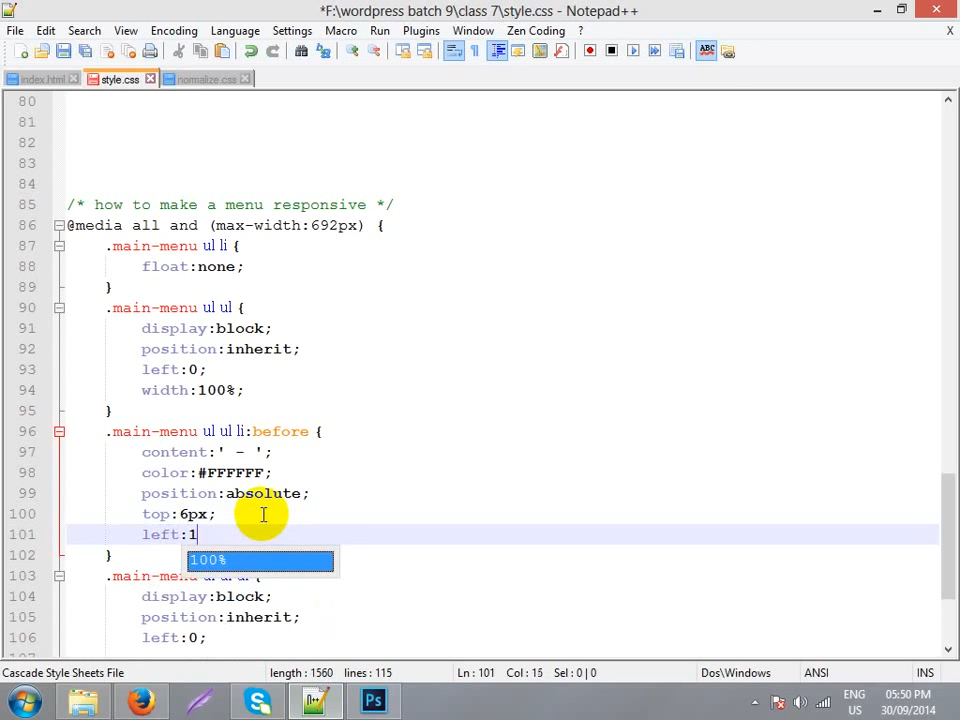 *F:\wordpress batch 9\class 7\style.css - Notepad++
File Edit Search View Encoding Language Settings Macro Run Plugins Window Zen Coding ? X
index.html style.css normalize.css
80
81
82
83
84
85 /* how to make a menu responsive */
86 @media all and (max-width:692px) {
87 .main-menu ul li {
88 float:none;
89 }
90 .main-menu ul ul {
91 display:block;
92 position:inherit;
93 left:0;
94 width:100%;
95 }
96 .main-menu ul ul li:before {
97 content:' - ';
98 color:#FFFFFF;
99 position:absolute;
100 top:6px;
101 left:1
100%
102 }
103 .main-menu ul ul ul {
104 display:block;
105 position:inherit;
106 left:0;
Cascade Style Sheets File length : 1560 lines : 115 Ln : 101 Col : 16 Sel : 0 | 0 Dos\Windows ANSI INS
ENG 05:50 PM
US 30/09/2014